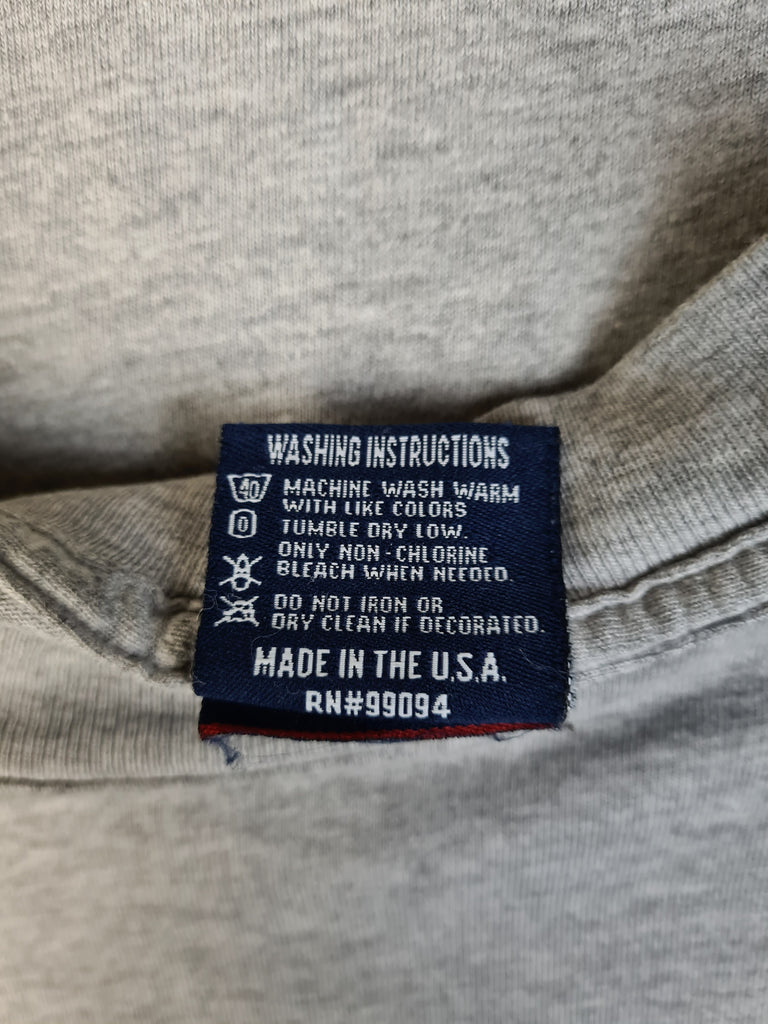 WASHING INSTRUCTIONS
40 MACHINE WASH WARM
WITH LIKE COLORS
TUMBLE DRY LOW.
ONLY NON-CHLORINE
BLEACH WHEN NEEDED.
DO NOT IRON OR
DRY CLEAN IF DECORATED.
MADE IN THE U.S.A.
RN#99094